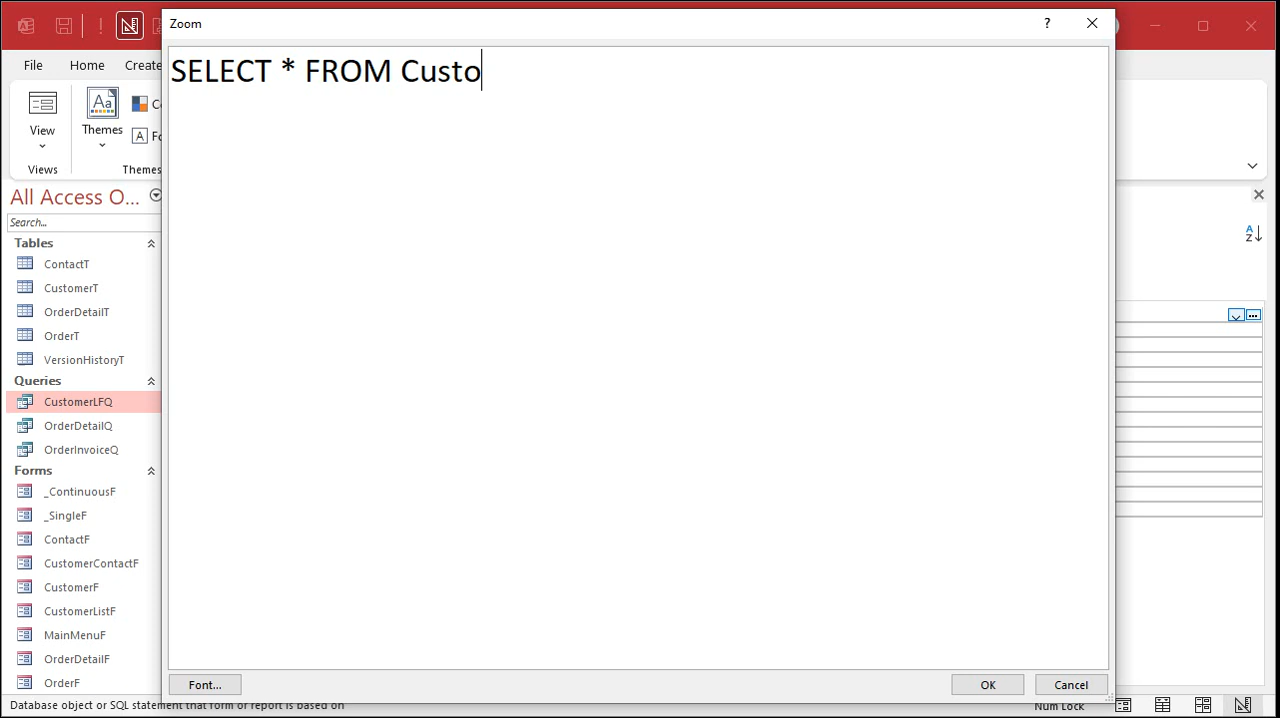 Zoom
?
SELECT * FROM Custo
File
Home
Create
View
Themes
Aa
A
Views
Themes
All Access O...
Search...
Tables
ContactT
CustomerT
OrderDetailT
OrderT
VersionHistoryT
Queries
CustomerLFQ
OrderDetailQ
OrderInvoiceQ
Forms
_ContinuousF
_SingleF
ContactF
CustomerContactF
CustomerF
CustomerListF
MainMenuF
OrderDetailF
OrderF
Font...
OK
Cancel
Database object or SQL statement that form or report is based on
Num Lock